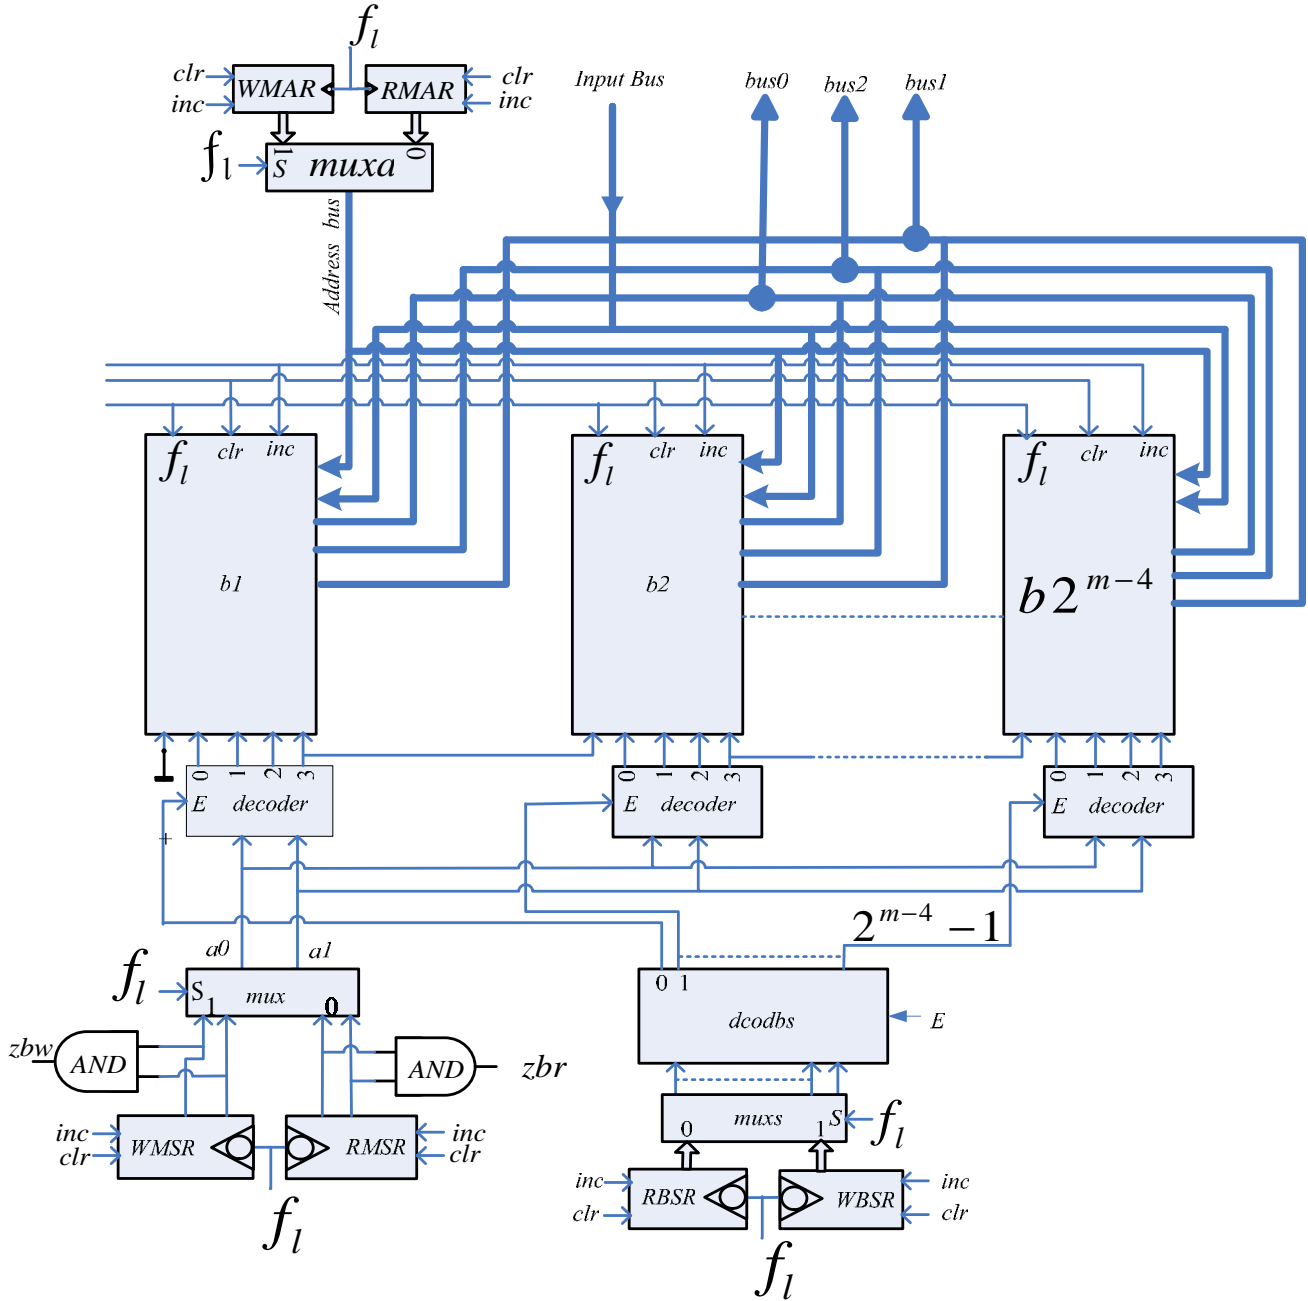 f_l
clr WMAR RMAR clr
inc inc
f_l S 1 muxa 0
Address bus
Input Bus bus0 bus2 bus1
f_l clr inc f_l clr inc f_l clr inc
b1 b2 b2^{m-4}
0 1 2 3 0 1 2 3 0 1 2 3
E decoder E decoder E decoder
+
a0 a1 2^{m-4} - 1
f_l S 1 mux 0 0 1
dcodbs E
zbw AND AND zbr
muxs S f_l
0 1
inc WMSR RMSR inc
clr clr
f_l
inc RBSR WBSR inc
clr clr
f_l